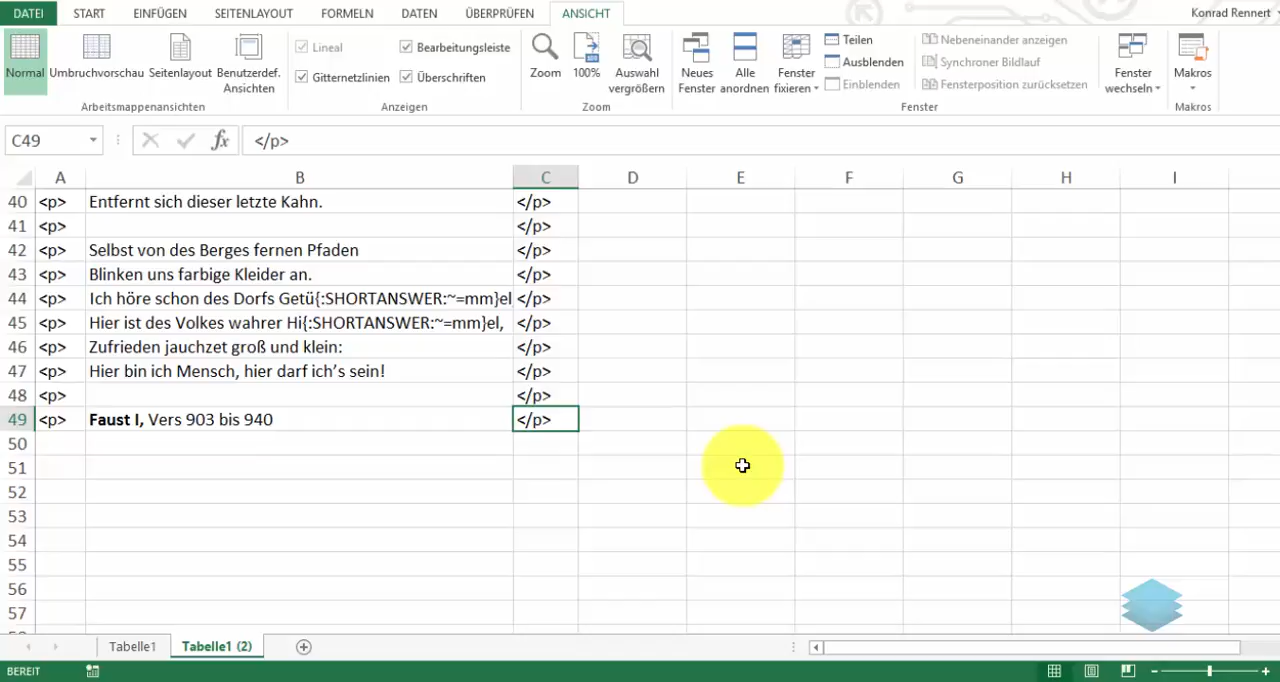 DATEI START EINFÜGEN SEITENLAYOUT FORMELN DATEN ÜBERPRÜFEN ANSICHT Konrad Rennert
Normal Umbruchvorschau Seitenlayout Benutzerdef. Ansichten
Arbeitsmappenansichten
Lineal Bearbeitungsleiste
Gitternetzlinien Überschriften
Anzeigen
Zoom 100% Auswahl vergrößern
Zoom
Neues Fenster Alle anordnen Fenster fixieren
Teilen
Ausblenden
Einblenden
Nebeneinander anzeigen
Synchroner Bildlauf
Fensterposition zurücksetzen
Fenster wechseln
Fenster
Makros
Makros
C49 fx </p>
A B C D E F G H I
40 <p> Entfernt sich dieser letzte Kahn. </p>
41 <p> </p>
42 <p> Selbst von des Berges fernen Pfaden </p>
43 <p> Blinken uns farbige Kleider an. </p>
44 <p> Ich höre schon des Dorfs Getü{:SHORTANSWER:~=mm}el </p>
45 <p> Hier ist des Volkes wahrer Hi{:SHORTANSWER:~=mm}el, </p>
46 <p> Zufrieden jauchzet groß und klein: </p>
47 <p> Hier bin ich Mensch, hier darf ich’s sein! </p>
48 <p> </p>
49 <p> Faust I, Vers 903 bis 940 </p>
50
51
52
53
54
55
56
57
Tabelle1 Tabelle1 (2)
BEREIT